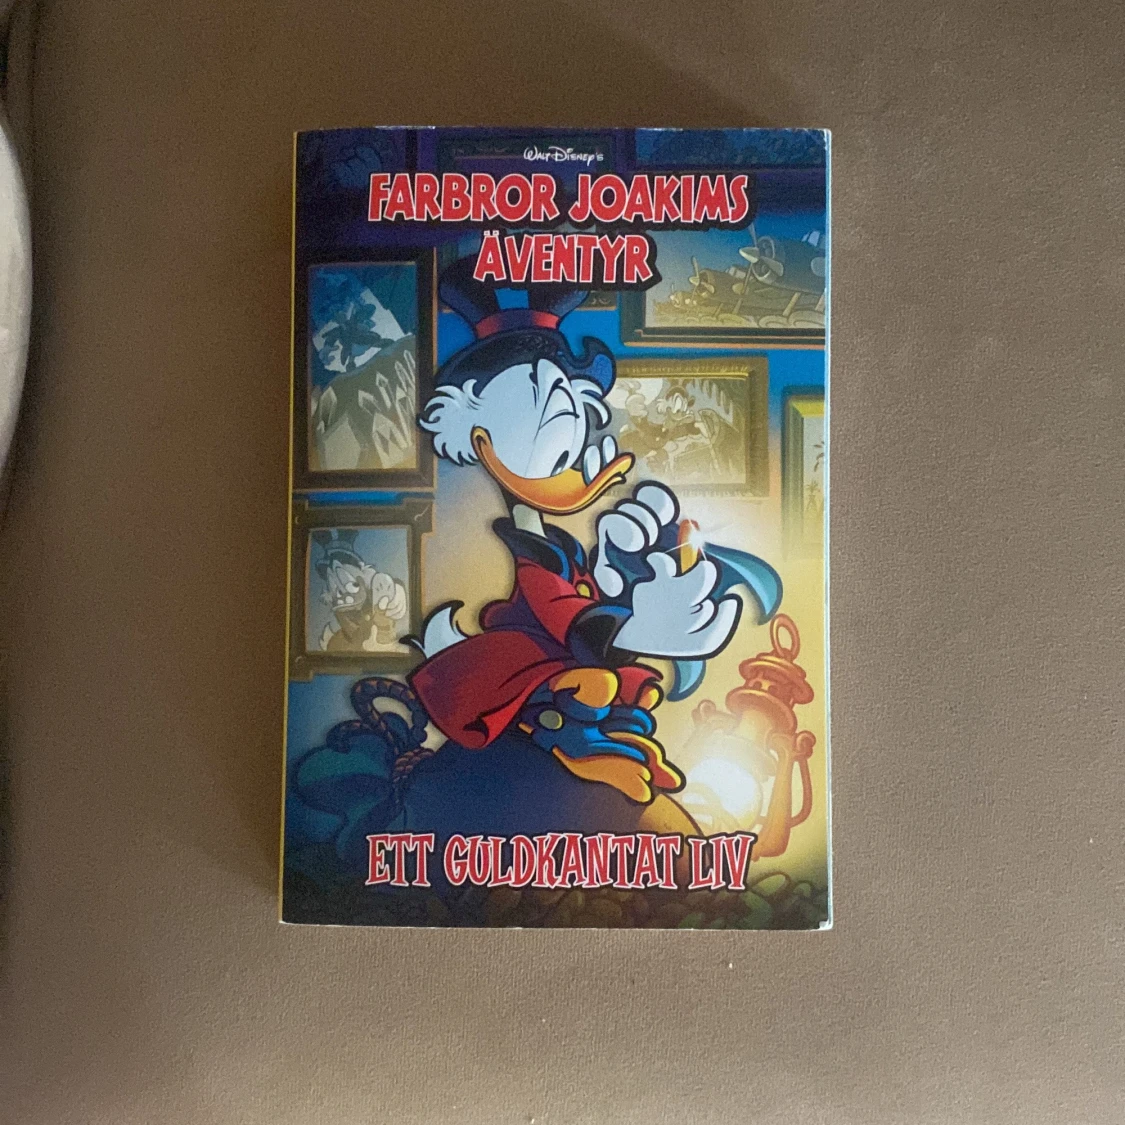 WALT DISNEY'S
FARBROR JOAKIMS
ÄVENTYR
ETT GULDKANTAT LIV